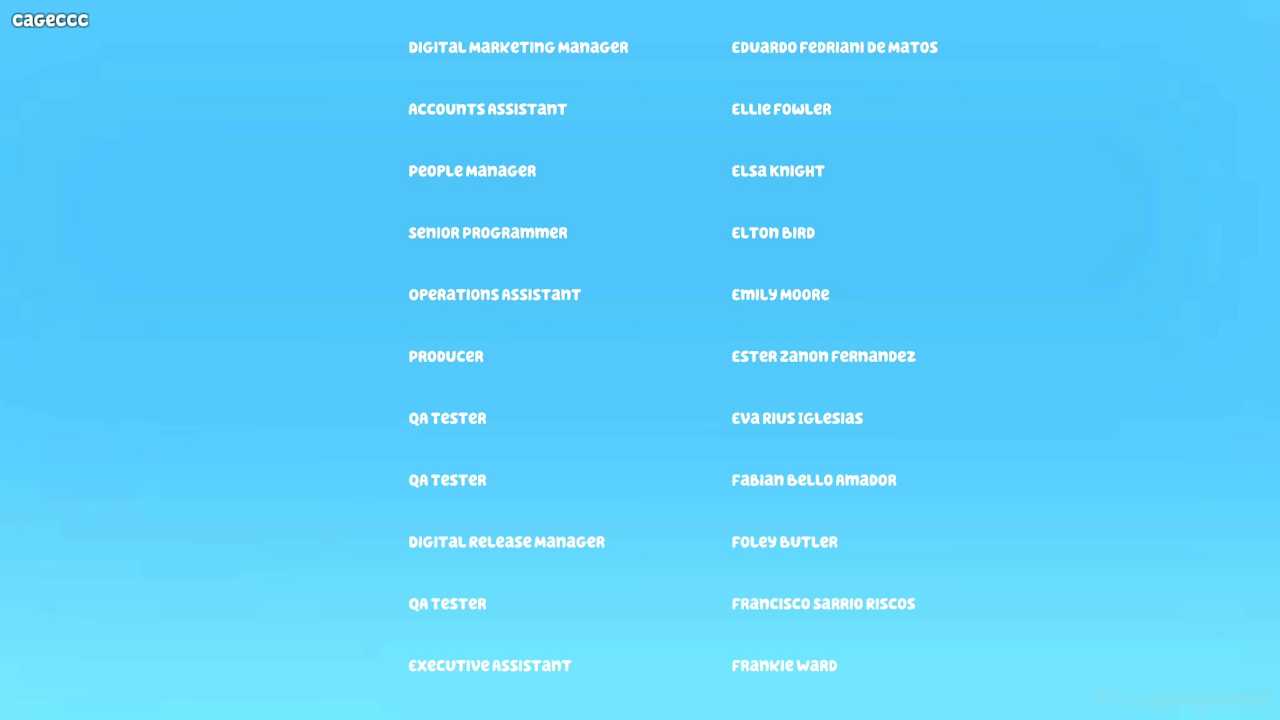 cageccc
Digital Marketing Manager Eduardo Fedriani de Matos
Accounts Assistant Ellie Fowler
People Manager Elsa Knight
Senior Programmer Elton Bird
Operations Assistant Emily Moore
Producer Ester Zanon Fernandez
QA Tester Eva Rius Iglesias
QA Tester Fabian Bello Amador
Digital Release Manager Foley Butler
QA Tester Francisco Sarrio Riscos
Executive Assistant Frankie Ward